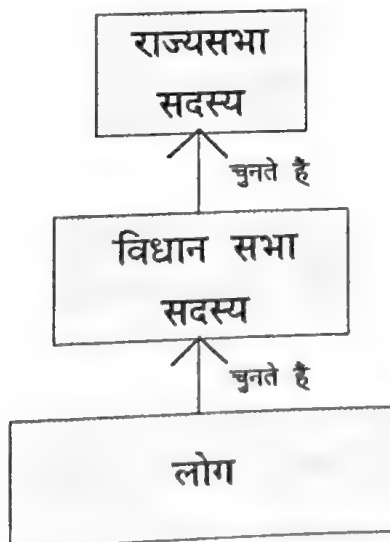 राज्यसभा
सदस्य
चुनते हैं
विधान सभा
सदस्य
चुनते हैं
लोग